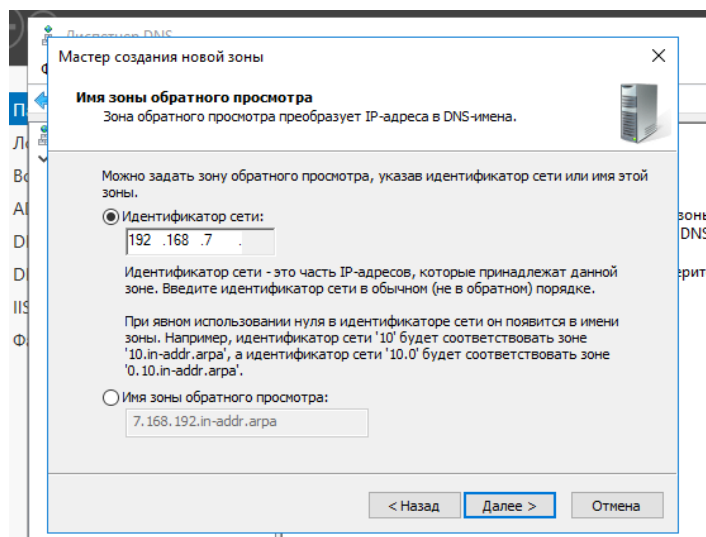 Диспетчер DNS
Мастер создания новой зоны
Имя зоны обратного просмотра
Зона обратного просмотра преобразует IP-адреса в DNS-имена.
Можно задать зону обратного просмотра, указав идентификатор сети или имя этой
зоны.
Идентификатор сети:
192 .168 .7 .
Идентификатор сети - это часть IP-адресов, которые принадлежат данной
зоне. Введите идентификатор сети в обычном (не в обратном) порядке.
При явном использовании нуля в идентификаторе сети он появится в имени
зоны. Например, идентификатор сети '10' будет соответствовать зоне
'10.in-addr.arpa', а идентификатор сети '10.0' будет соответствовать зоне
'0.10.in-addr.arpa'.
Имя зоны обратного просмотра:
7.168.192.in-addr.arpa
< Назад Далее > Отмена
DNS
IIS